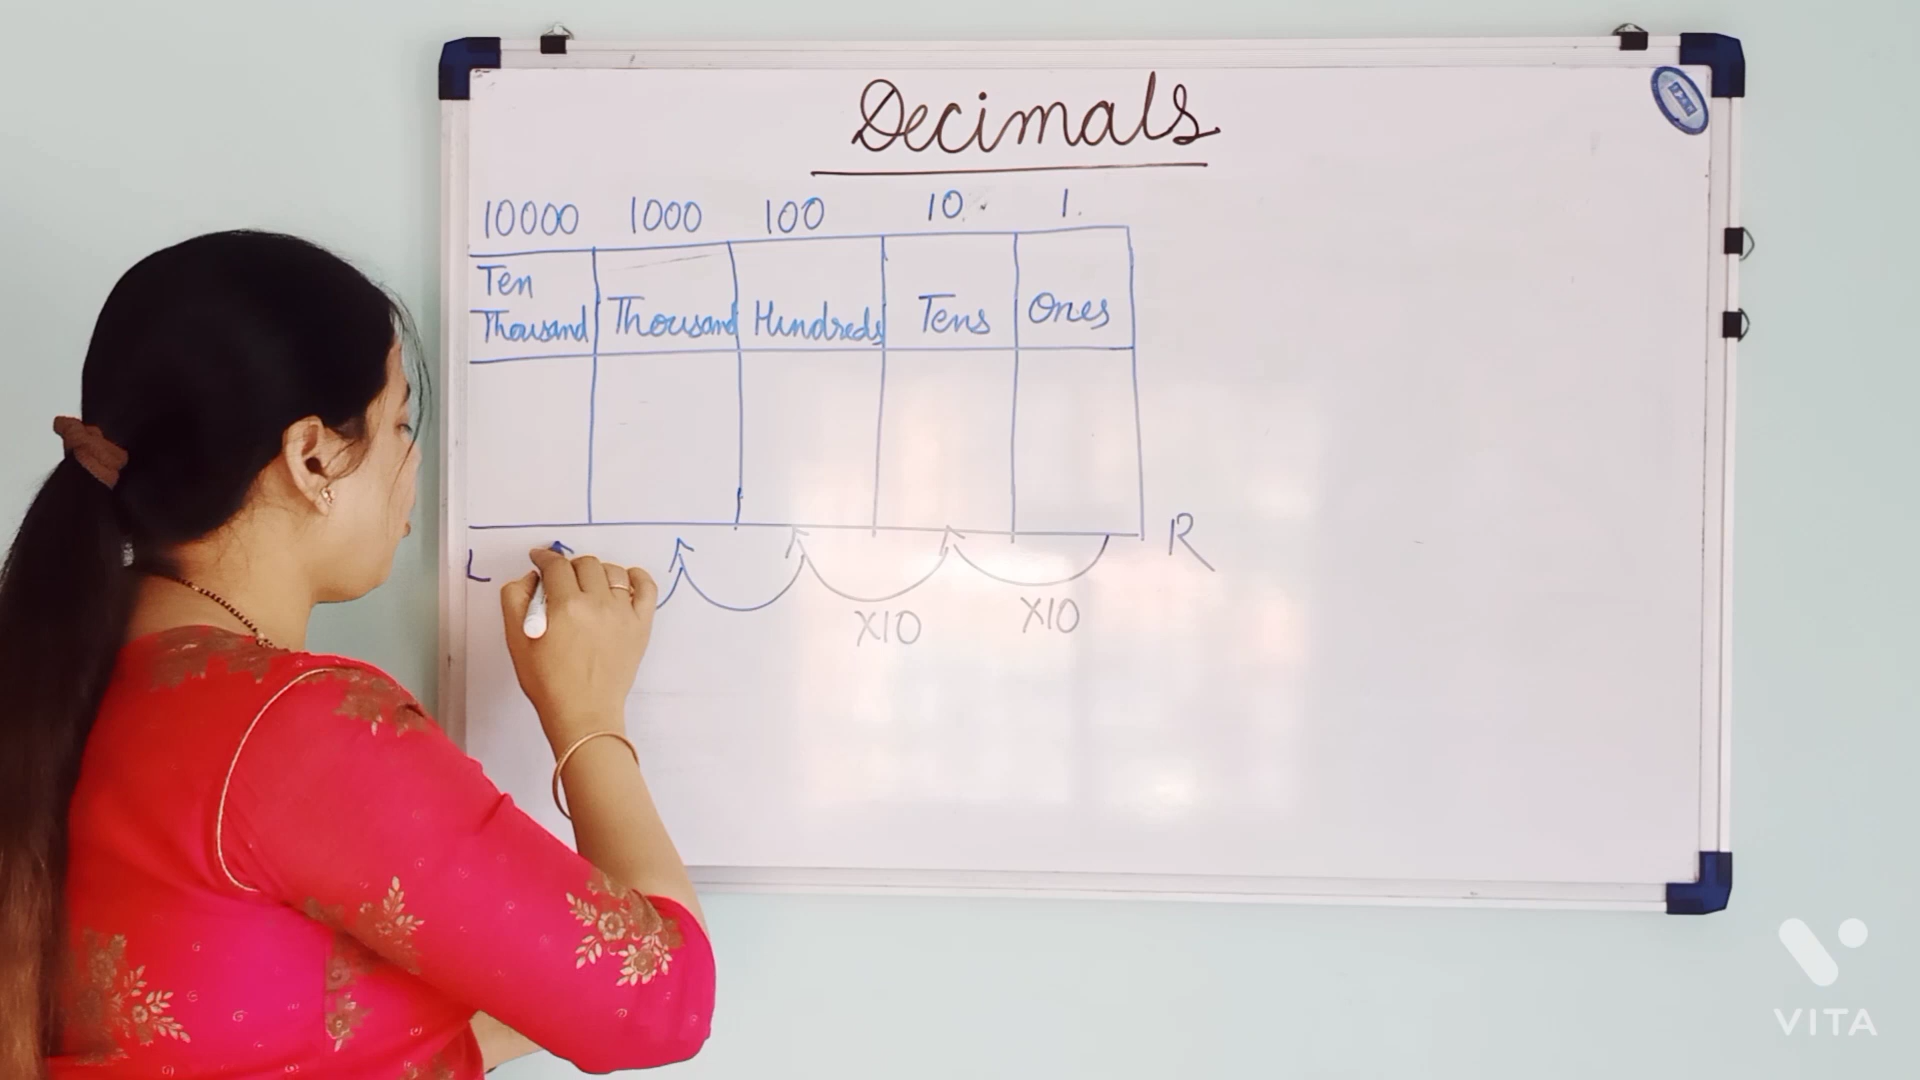 Decimals
10000 1000 100 10 1
Ten Thousand Thousand Hundreds Tens Ones
L R
X10 X10
VITA